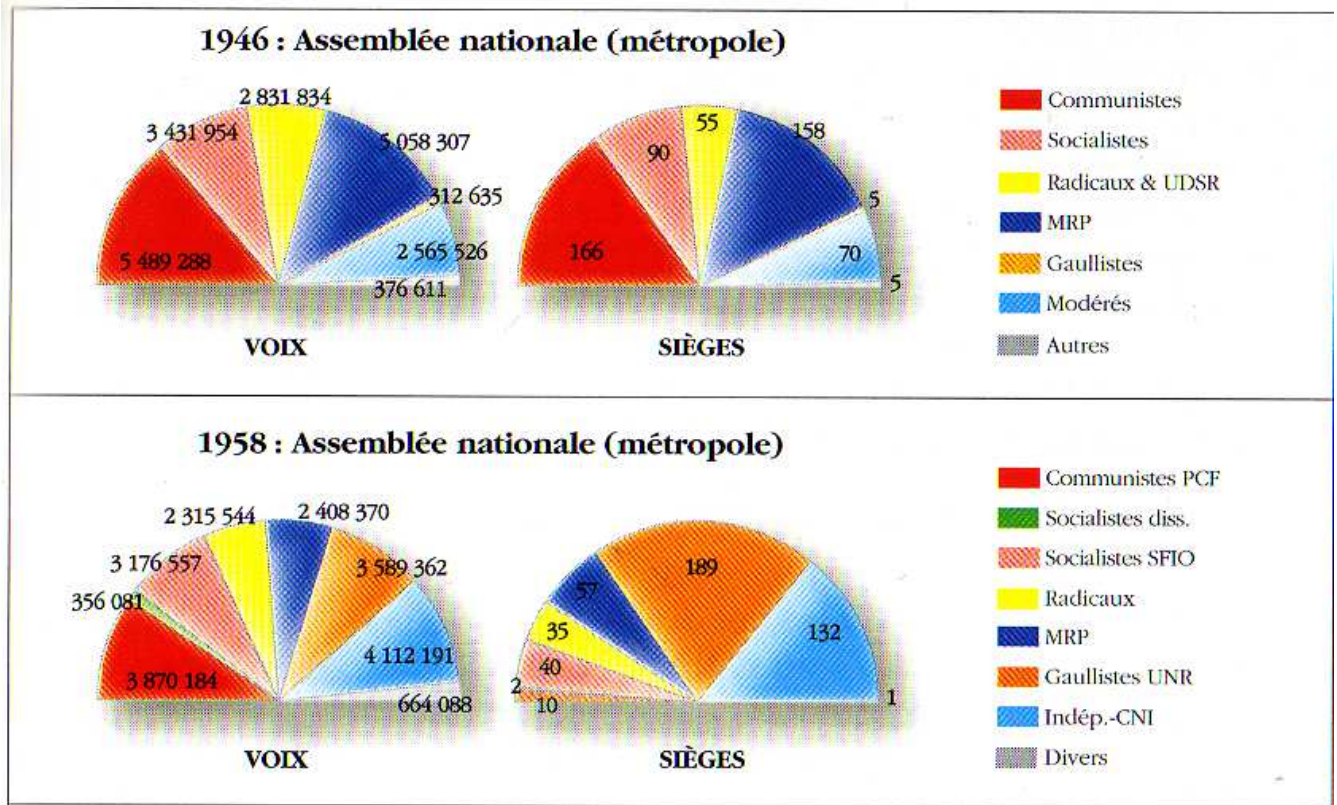 1946 : Assemblée nationale (métropole)
2 831 834
3 431 954
5 058 307
312 635
2 565 526
5 489 288
376 611
VOIX
55
158
90
5
166
70
5
SIÈGES
Communistes
Socialistes
Radicaux & UDSR
MRP
Gaullistes
Modérés
Autres
1958 : Assemblée nationale (métropole)
2 315 544
2 408 370
3 176 557
3 589 362
356 081
4 112 191
3 870 184
664 088
VOIX
189
57
35
132
40
2
10
1
SIÈGES
Communistes PCF
Socialistes diss.
Socialistes SFIO
Radicaux
MRP
Gaullistes UNR
Indép.-CNI
Divers